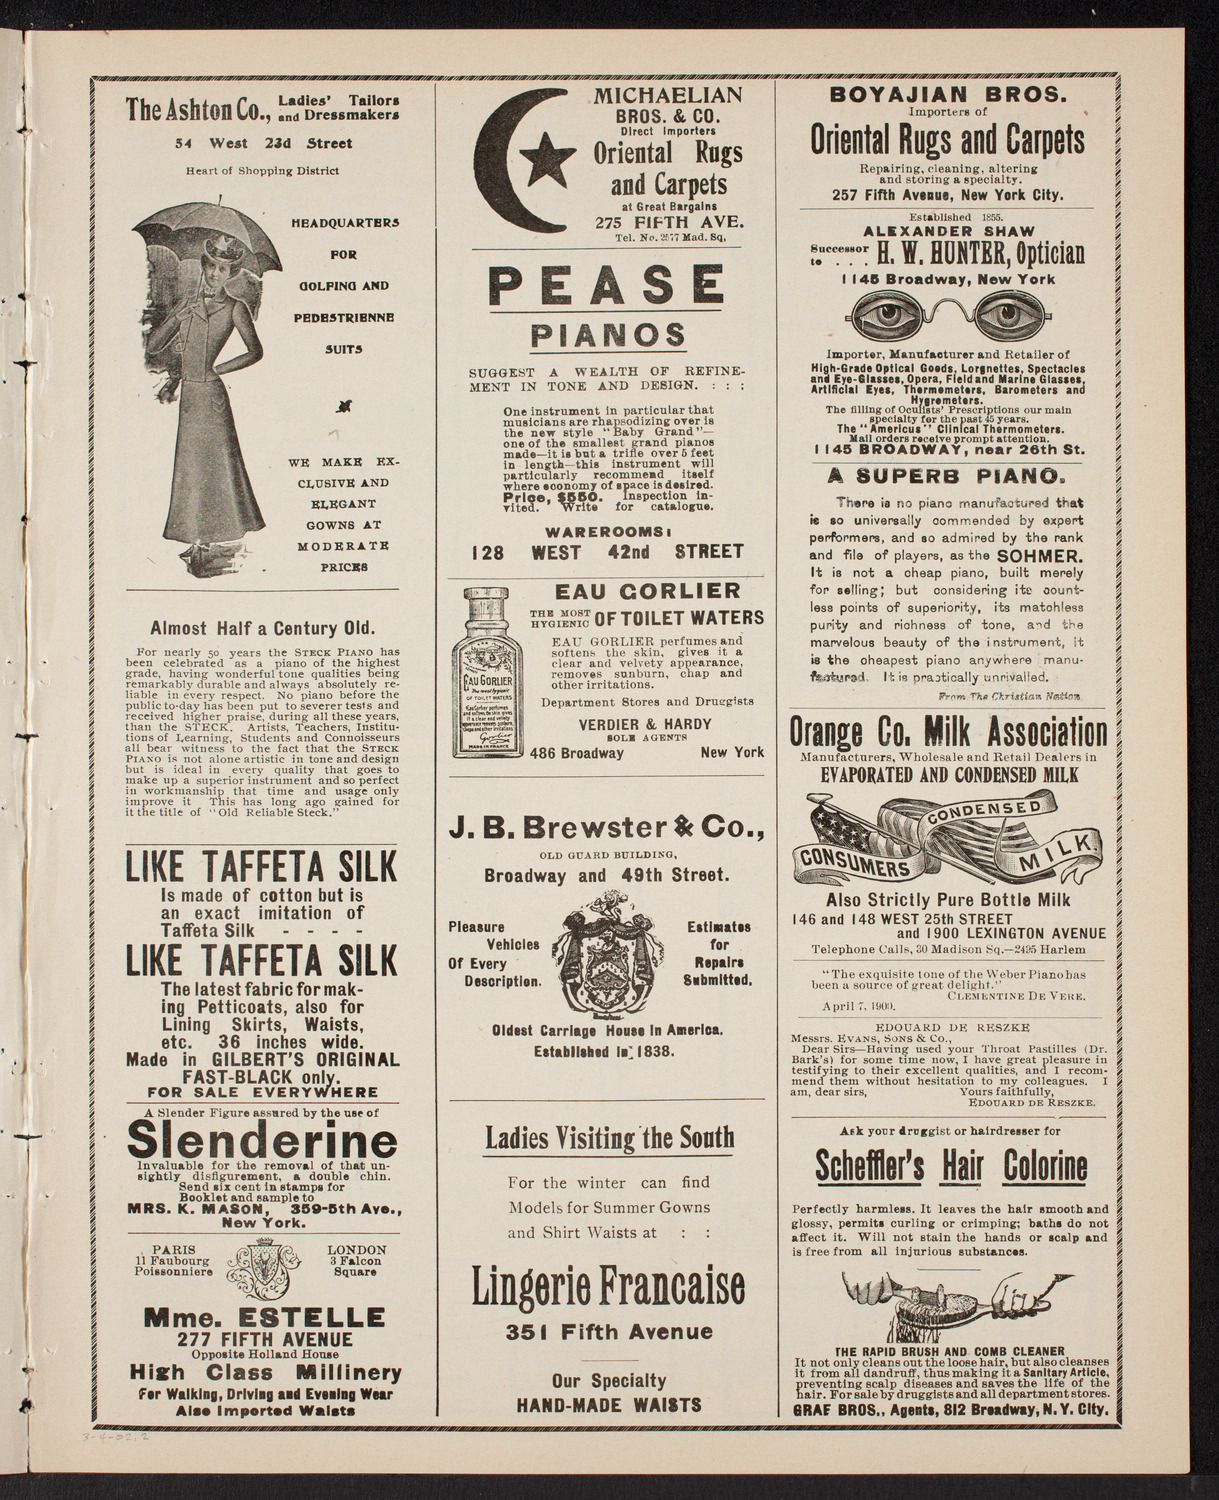 The Ashton Co., Ladies' Tailors
and Dressmakers
54 West 23d Street
Heart of Shopping District
HEADQUARTERS
FOR
GOLFING AND
PEDESTRIENNE
SUITS
WE MAKE EX-
CLUSIVE AND
ELEGANT
GOWNS AT
MODERATE
PRICES
Almost Half a Century Old.
For nearly 50 years the STECK PIANO has
been celebrated as a piano of the highest
grade, having wonderful tone qualities being
remarkably durable and always absolutely re-
liable in every respect. No piano before the
public to-day has been put to severer tests and
received higher praise, during all these years,
than the STECK. Artists, Teachers, Institu-
tions of Learning, Students and Connoisseurs
all bear witness to the fact that the STECK
PIANO is not alone artistic in tone and design
but is ideal in every quality that goes to
make up a superior instrument and so perfect
in workmanship that time and usage only
improve it This has long ago gained for
it the title of "Old Reliable Steck."
LIKE TAFFETA SILK
Is made of cotton but is
an exact imitation of
Taffeta Silk - - - -
LIKE TAFFETA SILK
The latest fabric for mak-
ing Petticoats, also for
Lining Skirts, Waists,
etc. 36 inches wide.
Made in GILBERT'S ORIGINAL
FAST-BLACK only.
FOR SALE EVERYWHERE
A Slender Figure assured by the use of
Slenderine
Invaluable for the removal of that un-
sightly disfigurement, a double chin.
Send six cent in stamps for
Booklet and sample to
MRS. K. MASON, 359-5th Ave.,
New York.
PARIS
11 Faubourg
Poissonniere
LONDON
3 Falcon
Square
Mme. ESTELLE
277 FIFTH AVENUE
Opposite Holland House
High Class Millinery
For Walking, Driving and Evening Wear
Also Imported Waists
3-4-02.2
MICHAELIAN
BROS. & CO.
Direct Importers
Oriental Rugs
and Carpets
at Great Bargains
275 FIFTH AVE.
Tel. No. 2577 Mad. Sq.
PEASE
PIANOS
SUGGEST A WEALTH OF REFINE-
MENT IN TONE AND DESIGN. : : ;
One instrument in particular that
musicians are rhapsodizing over is
the new style "Baby Grand"—
one of the smallest grand pianos
made—it is but a trifle over 5 feet
in length—this instrument will
particularly recommend itself
where economy of space is desired.
Price, $550. Inspection in-
vited. Write for catalogue.
WAREROOMS:
128 WEST 42nd STREET
EAU GORLIER
THE MOST
HYGIENIC OF TOILET WATERS
EAU GORLIER perfumes and
softens the skin, gives it a
clear and velvety appearance,
removes sunburn, chap and
other irritations.
Department Stores and Druggists
VERDIER & HARDY
SOLE AGENTS
486 Broadway New York
EAU GORLIER
The most hygienic
OF TOILET WATERS
Gorlier
MADE IN FRANCE
J. B. Brewster & Co.,
OLD GUARD BUILDING,
Broadway and 49th Street.
Pleasure
Vehicles
Of Every
Description.
Estimates
for
Repairs
Submitted.
Oldest Carriage House in America.
Established in 1838.
Ladies Visiting the South
For the winter can find
Models for Summer Gowns
and Shirt Waists at : :
Lingerie Francaise
351 Fifth Avenue
Our Specialty
HAND-MADE WAISTS
BOYAJIAN BROS.
Importers of
Oriental Rugs and Carpets
Repairing, cleaning, altering
and storing a specialty.
257 Fifth Avenue, New York City.
Established 1855.
ALEXANDER SHAW
Successor
to . . . H. W. HUNTER, Optician
1145 Broadway, New York
Importer, Manufacturer and Retailer of
High-Grade Optical Goods, Lorgnettes, Spectacles
and Eye-Glasses, Opera, Field and Marine Glasses,
Artificial Eyes, Thermometers, Barometers and
Hygrometers.
The filling of Oculists' Prescriptions our main
specialty for the past 45 years.
The "Americus" Clinical Thermometers.
Mail orders receive prompt attention.
1145 BROADWAY, near 26th St.
A SUPERB PIANO.
There is no piano manufactured that
is so universally commended by expert
performers, and so admired by the rank
and file of players, as the SOHMER.
It is not a cheap piano, built merely
for selling; but considering its count-
less points of superiority, its matchless
purity and richness of tone, and the
marvelous beauty of the instrument, it
is the cheapest piano anywhere manu-
factured. It is practically unrivalled.
From The Christian Nation.
Orange Co. Milk Association
Manufacturers, Wholesale and Retail Dealers in
EVAPORATED AND CONDENSED MILK
CONSUMERS
CONDENSED
MILK.
Also Strictly Pure Bottle Milk
146 and 148 WEST 25th STREET
and 1900 LEXINGTON AVENUE
Telephone Calls, 30 Madison Sq.—2495 Harlem
"The exquisite tone of the Weber Piano has
been a source of great delight."
CLEMENTINE DE VERE.
April 7, 1900.
EDOUARD DE RESZKE
Messrs. EVANS, SONS & CO.,
Dear Sirs—Having used your Throat Pastilles (Dr.
Bark's) for some time now, I have great pleasure in
testifying to their excellent qualities, and I recom-
mend them without hesitation to my colleagues. I
am, dear sirs, Yours faithfully,
EDOUARD DE RESZKE.
Ask your druggist or hairdresser for
Scheffler's Hair Colorine
Perfectly harmless. It leaves the hair smooth and
glossy, permits curling or crimping; baths do not
affect it. Will not stain the hands or scalp and
is free from all injurious substances.
THE RAPID BRUSH AND COMB CLEANER
It not only cleans out the loose hair, but also cleanses
it from all dandruff, thus making it a Sanitary Article,
preventing scalp diseases and saves the life of the
hair. For sale by druggists and all department stores.
GRAF BROS., Agents, 812 Broadway, N. Y. City.